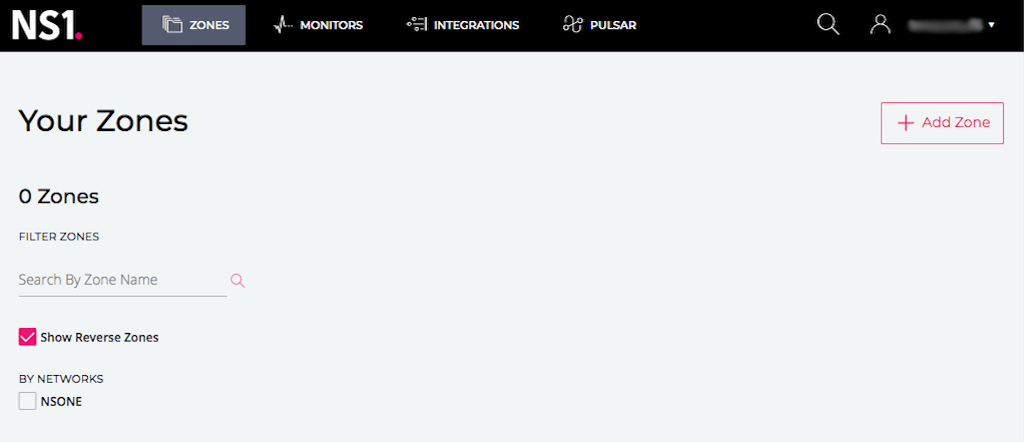 NS1. ZONES MONITORS INTEGRATIONS PULSAR
Your Zones
+ Add Zone
0 Zones
FILTER ZONES
Search By Zone Name
Show Reverse Zones
BY NETWORKS
NSONE